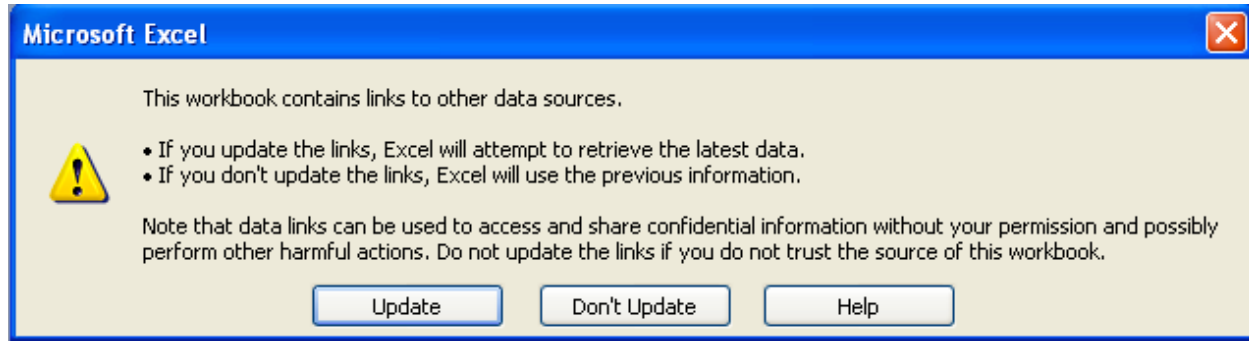 Microsoft Excel
This workbook contains links to other data sources.
• If you update the links, Excel will attempt to retrieve the latest data.
• If you don't update the links, Excel will use the previous information.
Note that data links can be used to access and share confidential information without your permission and possibly
perform other harmful actions. Do not update the links if you do not trust the source of this workbook.
Update Don't Update Help